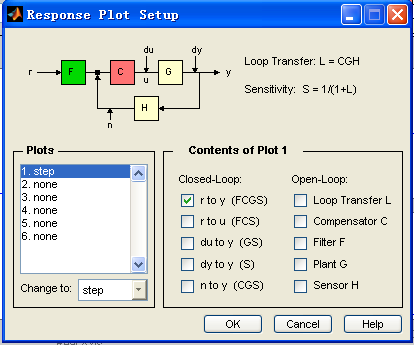 Response Plot Setup
du
dy
r
F
C
G
y
u
H
n
Loop Transfer: L = CGH
Sensitivity: S = 1/(1+L)
Plots
1. step
2. none
3. none
4. none
5. none
6. none
Change to:
step
Contents of Plot 1
Closed-Loop:
Open-Loop:
r to y (FCGS)
Loop Transfer L
r to u (FCS)
Compensator C
du to y (GS)
Filter F
dy to y (S)
Plant G
n to y (CGS)
Sensor H
OK
Cancel
Help